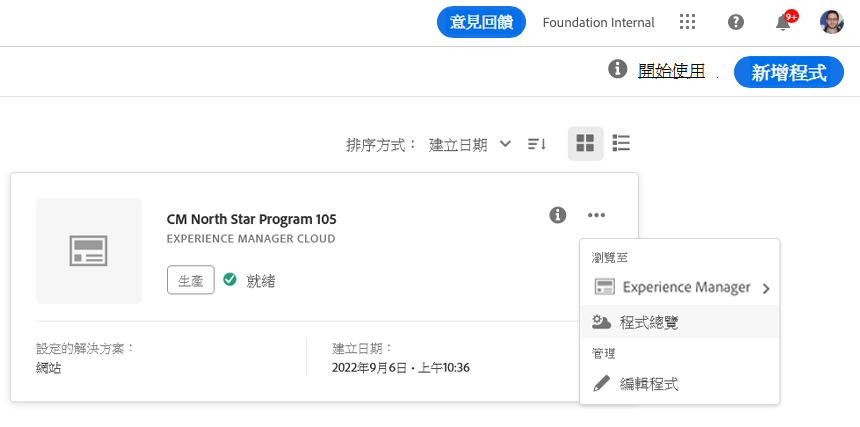 意見回饋 Foundation Internal 9+
開始使用 . 新增程式
排序方式： 建立日期
CM North Star Program 105
EXPERIENCE MANAGER CLOUD
生產 就緒
設定的解決方案：
網站
建立日期：
2022年9月6日 • 上午10:36
瀏覽至
Experience Manager
程式總覽
管理
編輯程式